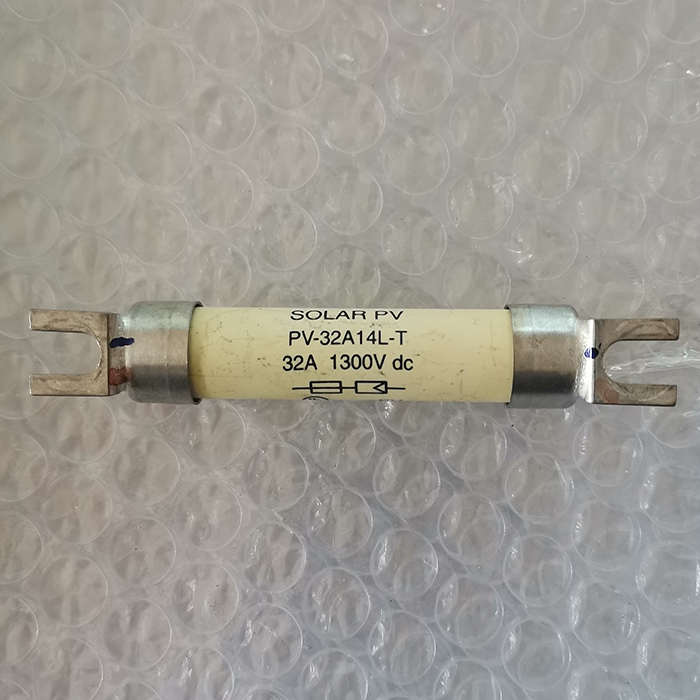 SOLAR PV
PV-32A14L-T
32A 1300V dc